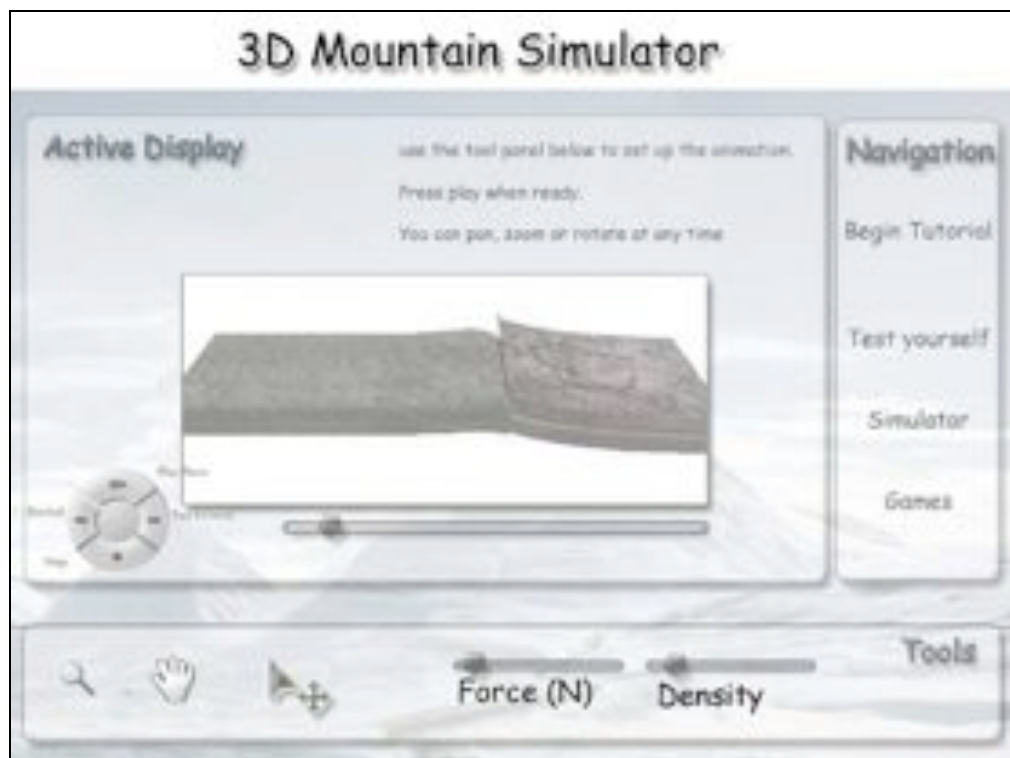 3D Mountain Simulator
Active Display
use the tool panel below to set up the animation.
Press play when ready.
You can pan, zoom or rotate at any time
Navigation
Begin Tutorial
Test yourself
Simulator
Games
Tools
Force (N)
Density